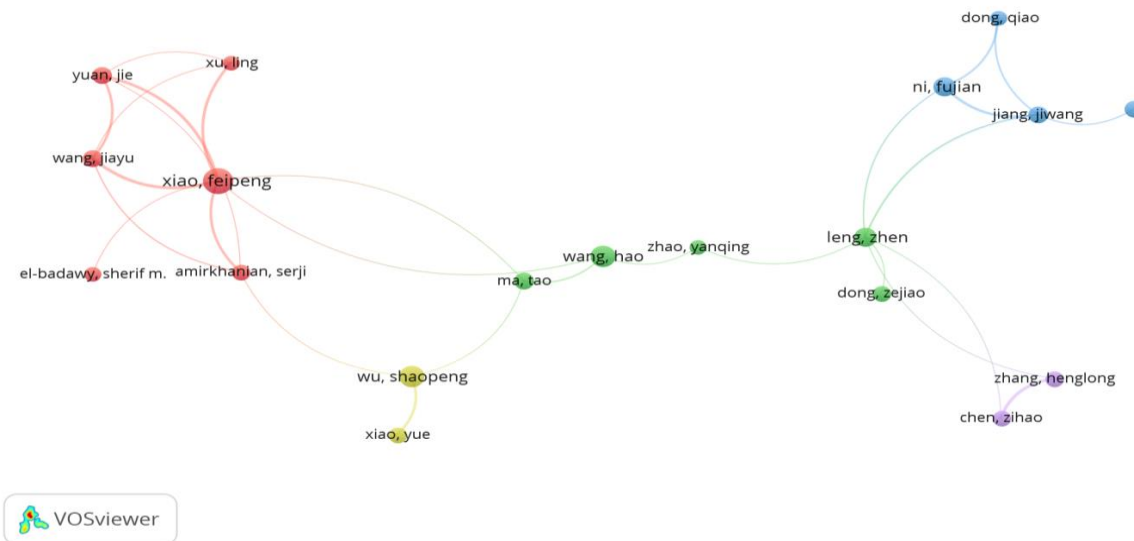 dong, qiao
xu, ling
yuan, jie
ni, fujian
jiang, jiwang
wang, jiayu
xiao, feipeng
leng, zhen
zhao, yanqing
wang, hao
el-badawy, sherif m.
amirkhanian, serji
ma, tao
dong, zejiao
wu, shaopeng
zhang, henglong
chen, zihao
xiao, yue
VOSviewer